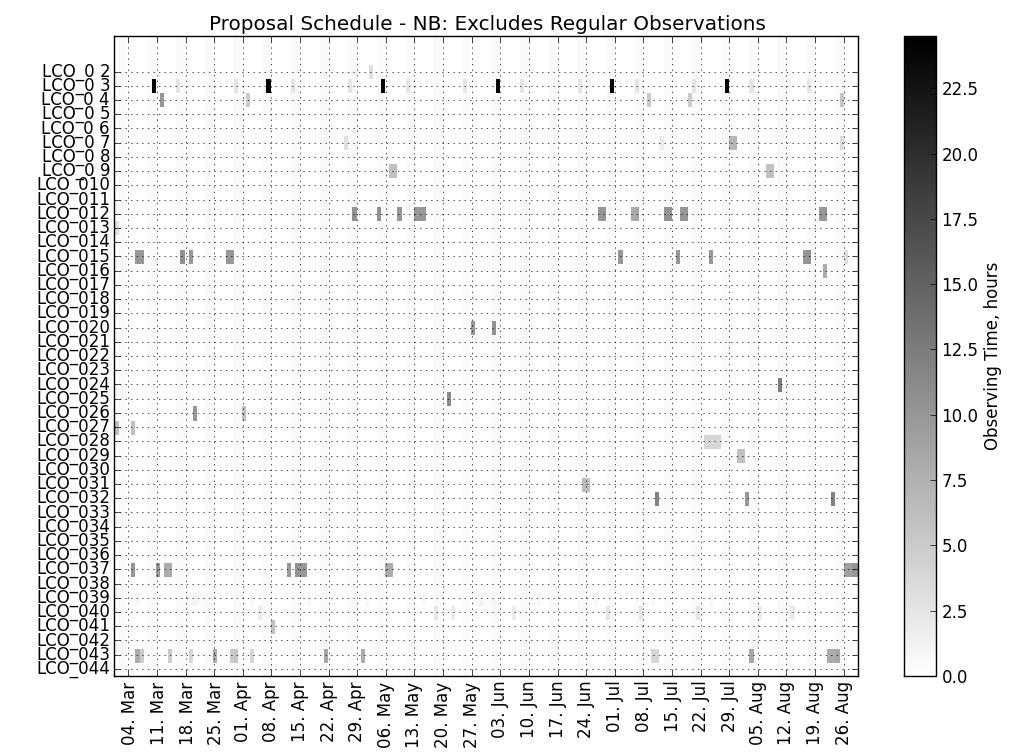 Proposal Schedule - NB: Excludes Regular Observations
LCO_0 2
LCO_0 3
LCO_0 4
LCO_0 5
LCO_0 6
LCO_0 7
LCO_0 8
LCO_0 9
LCO_010
LCO_011
LCO_012
LCO_013
LCO_014
LCO_015
LCO_016
LCO_017
LCO_018
LCO_019
LCO_020
LCO_021
LCO_022
LCO_023
LCO_024
LCO_025
LCO_026
LCO_027
LCO_028
LCO_029
LCO_030
LCO_031
LCO_032
LCO_033
LCO_034
LCO_035
LCO_036
LCO_037
LCO_038
LCO_039
LCO_040
LCO_041
LCO_042
LCO_043
LCO_044
04. Mar
11. Mar
18. Mar
25. Mar
01. Apr
08. Apr
15. Apr
22. Apr
29. Apr
06. May
13. May
20. May
27. May
03. Jun
10. Jun
17. Jun
24. Jun
01. Jul
08. Jul
15. Jul
22. Jul
29. Jul
05. Aug
12. Aug
19. Aug
26. Aug
22.5
20.0
17.5
15.0
12.5
10.0
7.5
5.0
2.5
0.0
Observing Time, hours